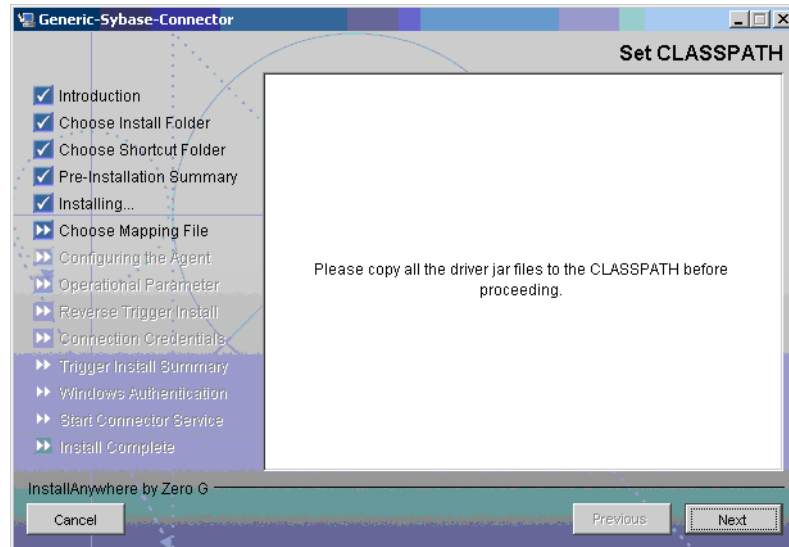 Generic-Sybase-Connector
Set CLASSPATH
Introduction
Choose Install Folder
Choose Shortcut Folder
Pre-Installation Summary
Installing...
Choose Mapping File
Configuring the Agent
Operational Parameter
Reverse Trigger Install
Connection Credentials
Trigger Install Summary
Windows Authentication
Start Connector Service
Install Complete
Please copy all the driver jar files to the CLASSPATH before
proceeding.
InstallAnywhere by Zero G
Cancel
Previous
Next